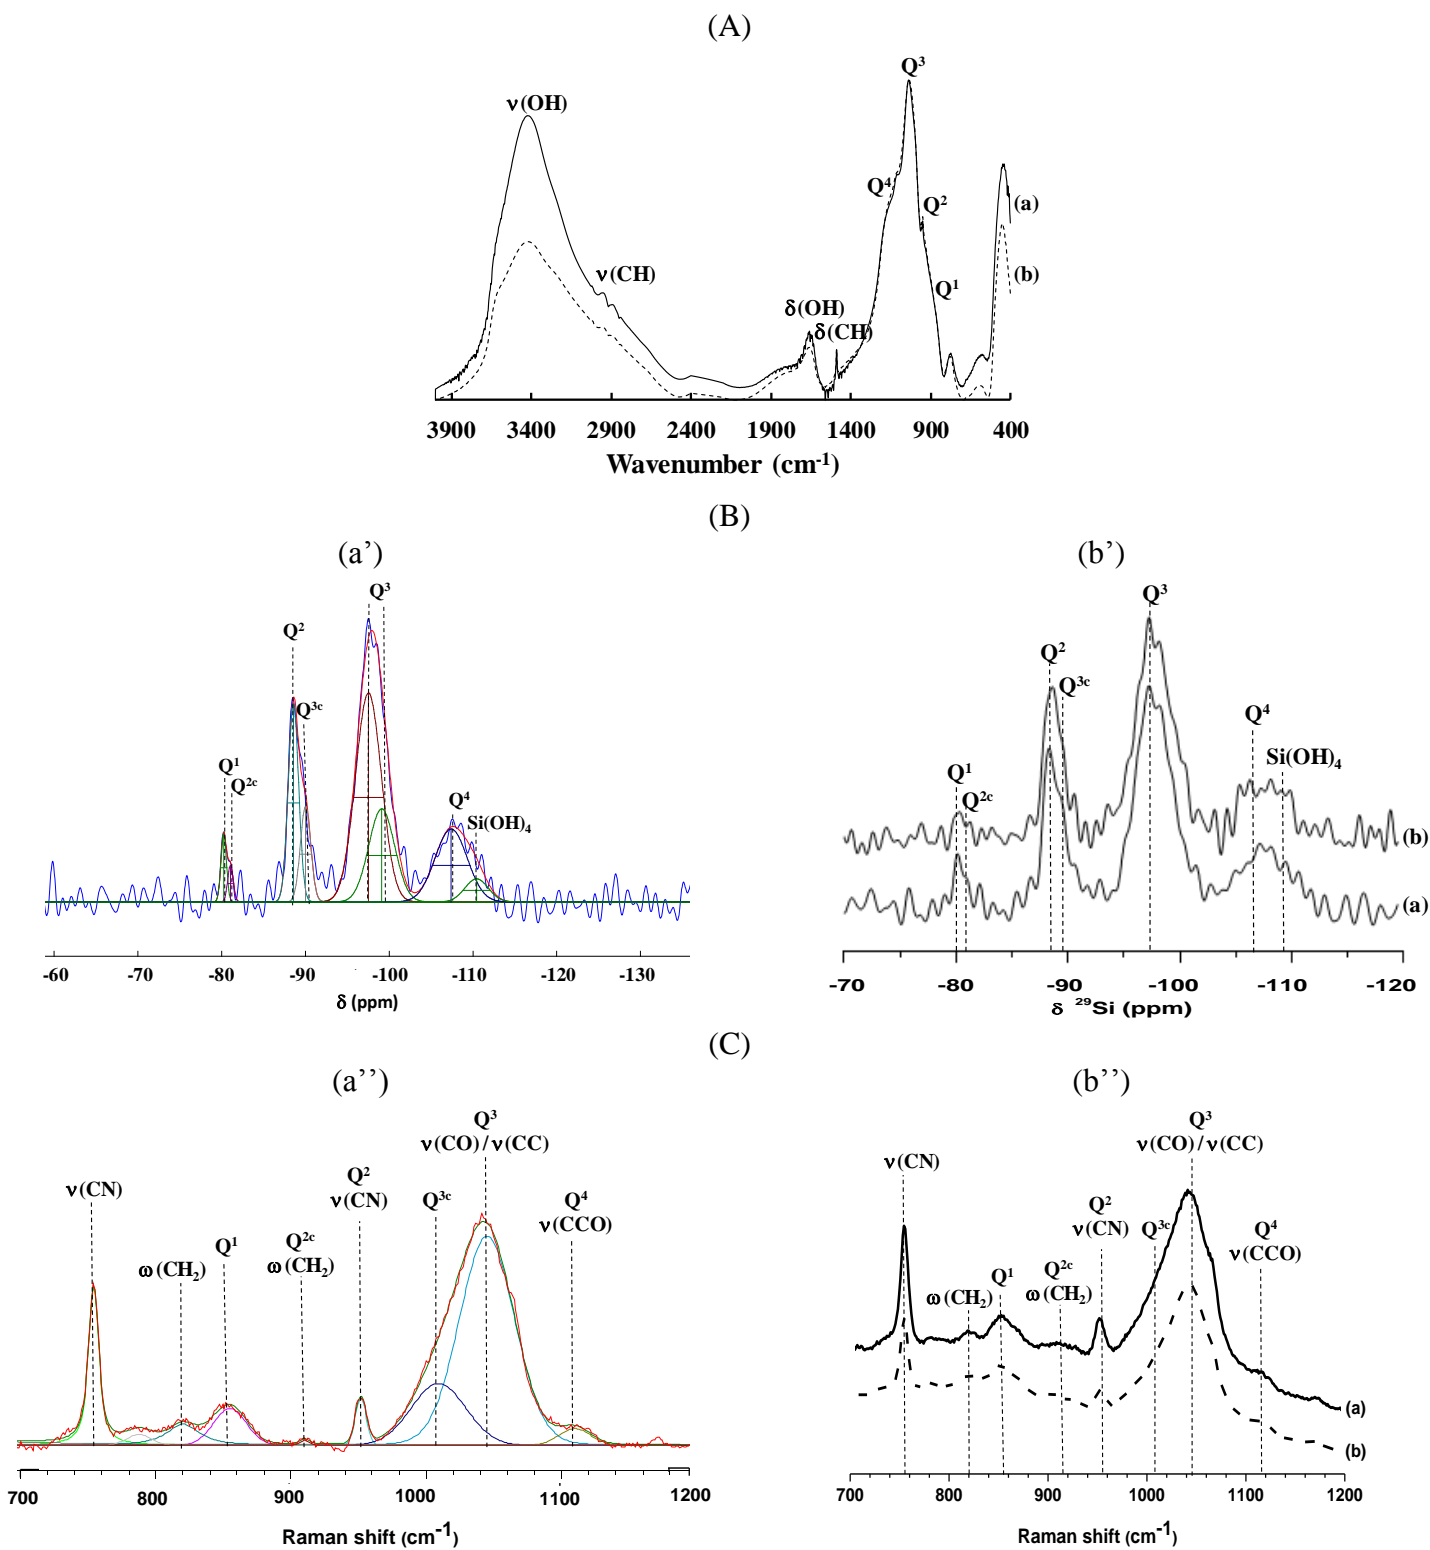 (A)
Q³
ν(OH)
Q⁴
Q²
(a)
ν(CH)
(b)
Q¹
δ(OH)
δ(CH)
3900 3400 2900 2400 1900 1400 900 400
Wavenumber (cm⁻¹)
(B)
(a’)
Q³
Q²
Q³ᶜ
Q¹
Q²ᶜ
Q⁴
Si(OH)₄
-60 -70 -80 -90 -100 -110 -120 -130
δ (ppm)
(b’)
Q³
Q²
Q³ᶜ
Q⁴
Si(OH)₄
Q¹
Q²ᶜ
(b)
(a)
-70 -80 -90 -100 -110 -120
δ ²⁹Si (ppm)
(C)
(a’’)
Q³
ν(CO)/ν(CC)
Q²
ν(CN)
ν(CN)
Q³ᶜ
Q⁴
ν(CCO)
Q¹
Q²ᶜ
ω(CH₂)
ω(CH₂)
700 800 900 1000 1100 1200
Raman shift (cm⁻¹)
(b’’)
Q³
ν(CO)/ν(CC)
ν(CN)
Q²
ν(CN)
Q³ᶜ
Q⁴
ν(CCO)
Q¹
Q²ᶜ
ω(CH₂)
ω(CH₂)
(a)
(b)
700 800 900 1000 1100 1200
Raman shift (cm⁻¹)